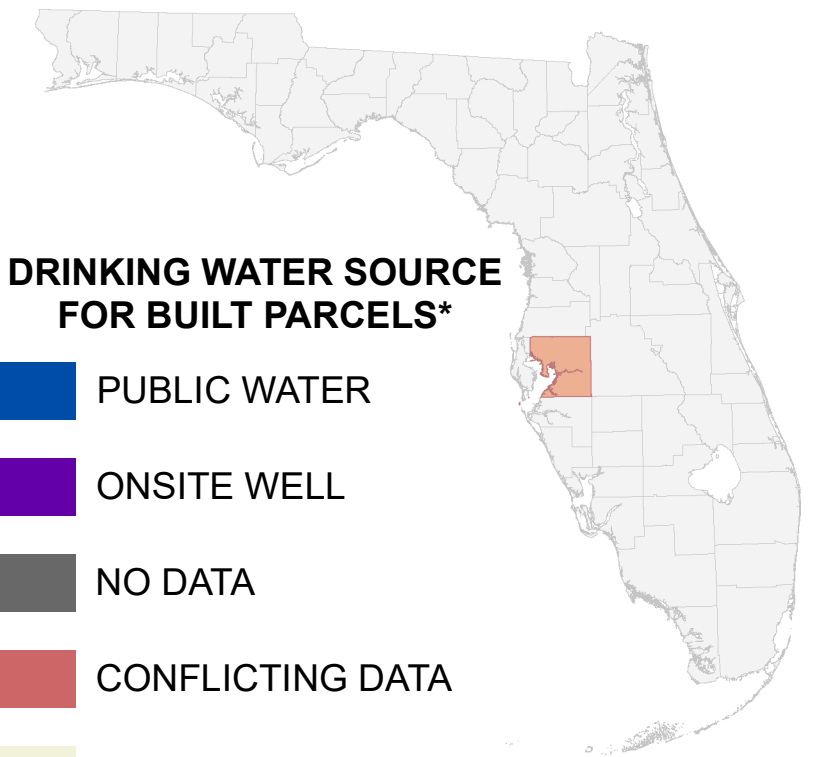 DRINKING WATER SOURCE
FOR BUILT PARCELS*
PUBLIC WATER
ONSITE WELL
NO DATA
CONFLICTING DATA